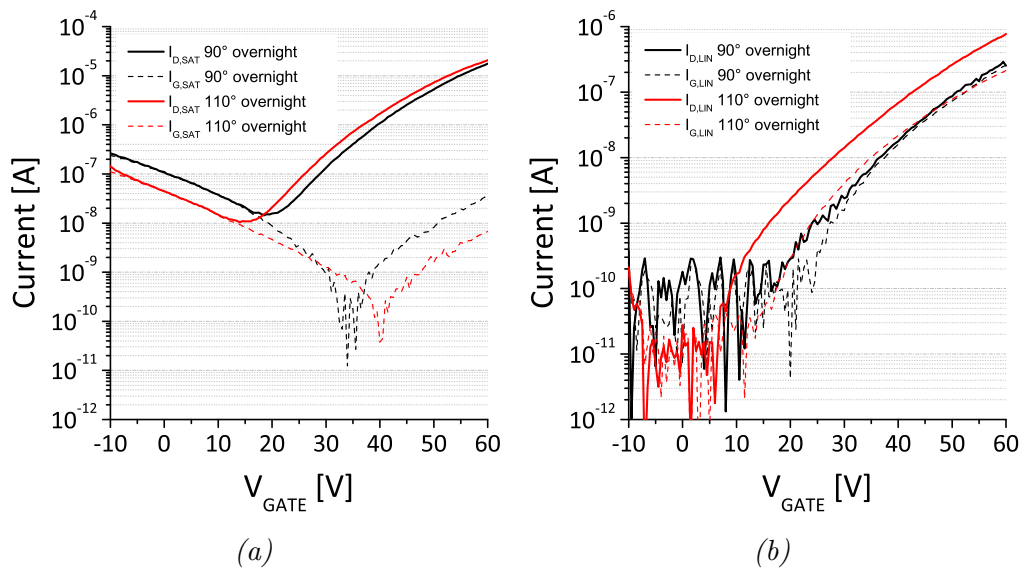 10⁻⁴
10⁻⁵
10⁻⁶
10⁻⁷
10⁻⁸
10⁻⁹
10⁻¹⁰
10⁻¹¹
10⁻¹²
Current [A]
I_D,SAT 90° overnight
I_G,SAT 90° overnight
I_D,SAT 110° overnight
I_G,SAT 110° overnight
-10 0 10 20 30 40 50 60
V_GATE [V]
(a)
10⁻⁶
10⁻⁷
10⁻⁸
10⁻⁹
10⁻¹⁰
10⁻¹¹
10⁻¹²
Current [A]
I_D,LIN 90° overnight
I_G,LIN 90° overnight
I_D,LIN 110° overnight
I_G,LIN 110° overnight
-10 0 10 20 30 40 50 60
V_GATE [V]
(b)